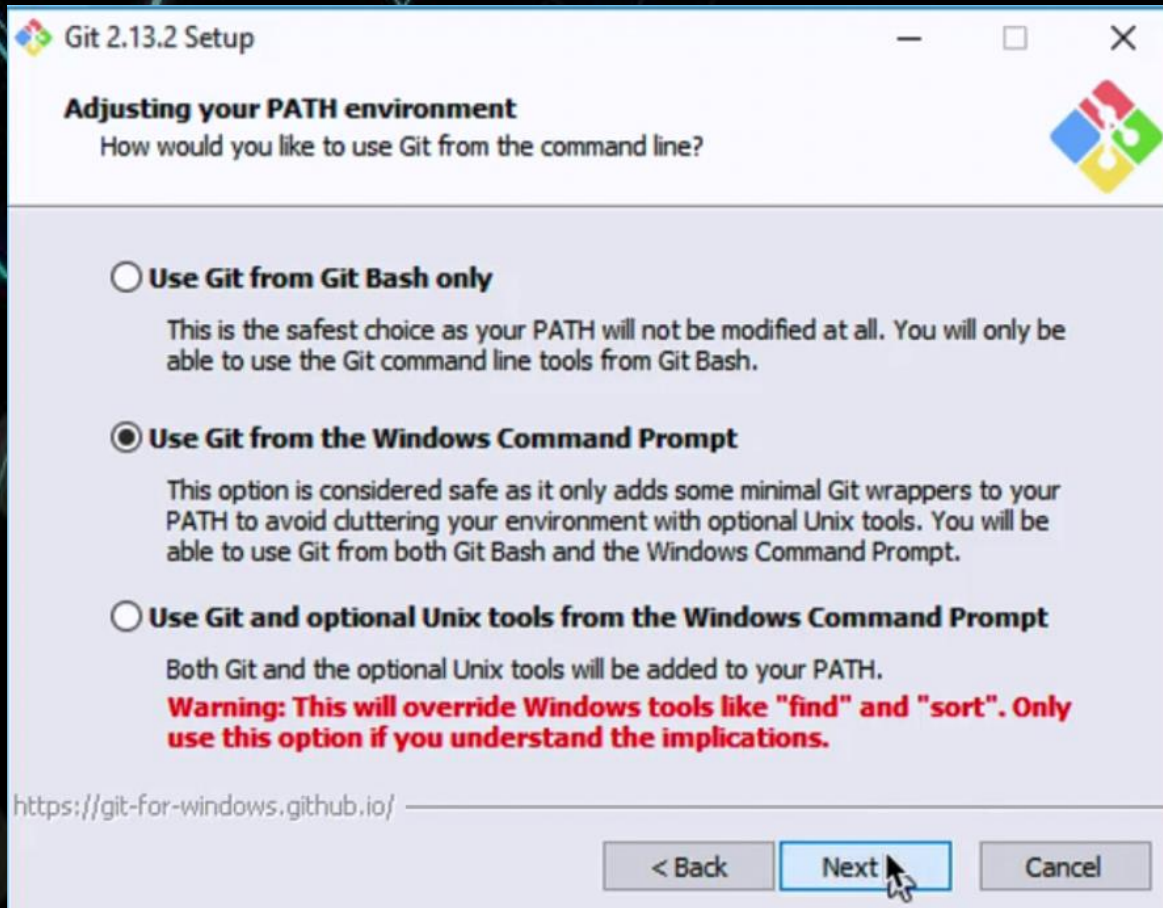 Git 2.13.2 Setup
Adjusting your PATH environment
How would you like to use Git from the command line?
Use Git from Git Bash only
This is the safest choice as your PATH will not be modified at all. You will only be
able to use the Git command line tools from Git Bash.
Use Git from the Windows Command Prompt
This option is considered safe as it only adds some minimal Git wrappers to your
PATH to avoid cluttering your environment with optional Unix tools. You will be
able to use Git from both Git Bash and the Windows Command Prompt.
Use Git and optional Unix tools from the Windows Command Prompt
Both Git and the optional Unix tools will be added to your PATH.
Warning: This will override Windows tools like "find" and "sort". Only
use this option if you understand the implications.
https://git-for-windows.github.io/
< Back Next Cancel